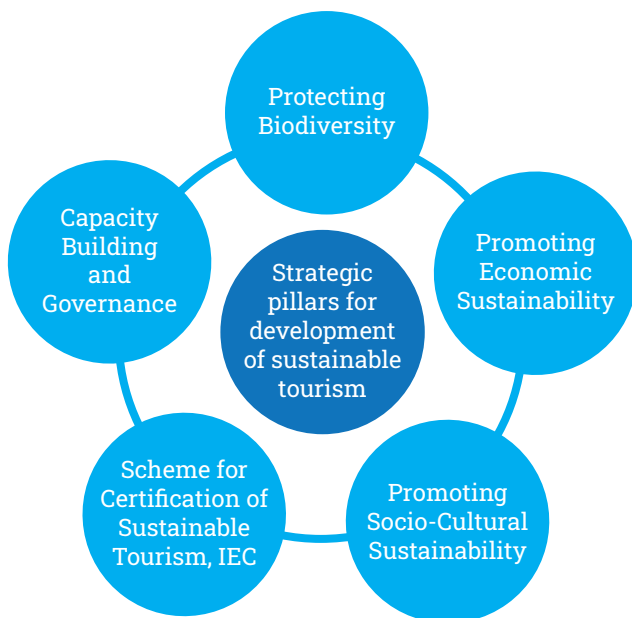 Protecting
Biodiversity
Promoting
Economic
Sustainability
Promoting
Socio-Cultural
Sustainability
Scheme for
Certification of
Sustainable
Tourism, IEC
Capacity
Building
and
Governance
Strategic
pillars for
development
of sustainable
tourism